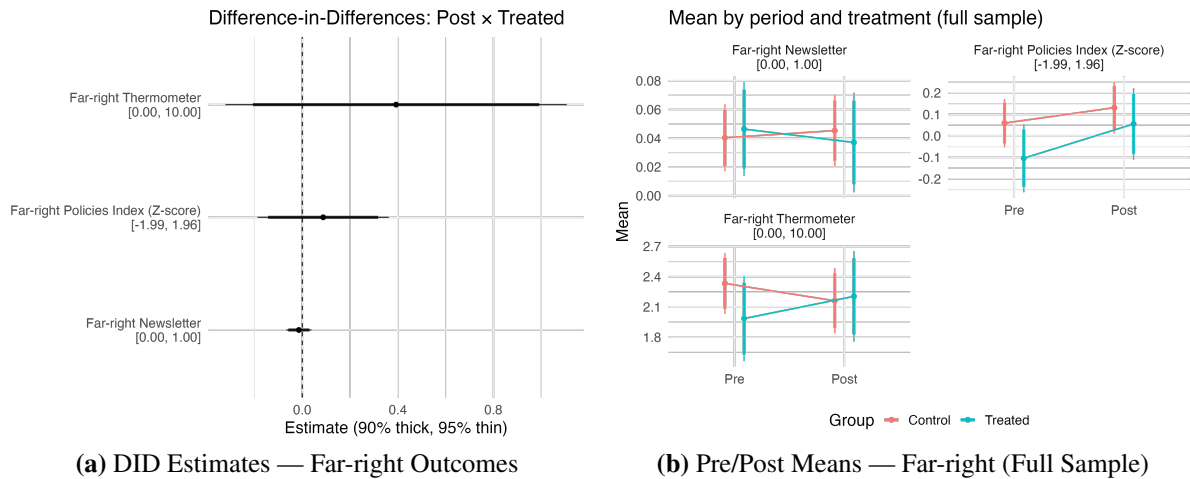 Difference-in-Differences: Post × Treated
Far-right Thermometer
[0.00, 10.00]
Far-right Policies Index (Z-score)
[-1.99, 1.96]
Far-right Newsletter
[0.00, 1.00]
0.0
0.4
0.8
Estimate (90% thick, 95% thin)
(a) DID Estimates — Far-right Outcomes
Mean by period and treatment (full sample)
Mean
Far-right Newsletter
[0.00, 1.00]
0.08
0.06
0.04
0.02
0.00
Far-right Policies Index (Z-score)
[-1.99, 1.96]
0.2
0.1
0.0
-0.1
-0.2
Pre
Post
Far-right Thermometer
[0.00, 10.00]
2.7
2.4
2.1
1.8
Pre
Post
Group Control Treated
(b) Pre/Post Means — Far-right (Full Sample)